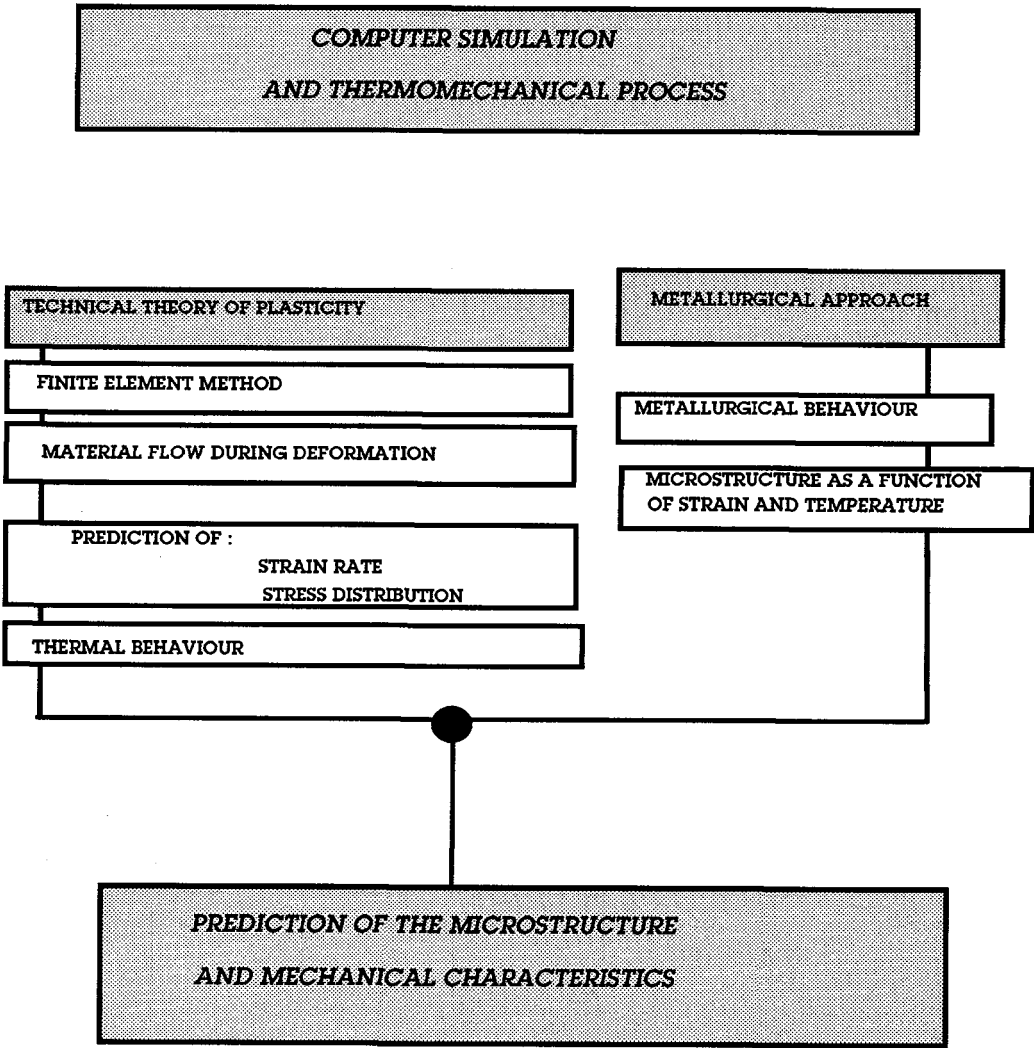 COMPUTER SIMULATION
AND THERMOMECHANICAL PROCESS
TECHNICAL THEORY OF PLASTICITY
FINITE ELEMENT METHOD
MATERIAL FLOW DURING DEFORMATION
PREDICTION OF :
STRAIN RATE
STRESS DISTRIBUTION
THERMAL BEHAVIOUR
METALLURGICAL APPROACH
METALLURGICAL BEHAVIOUR
MICROSTRUCTURE AS A FUNCTION
OF STRAIN AND TEMPERATURE
PREDICTION OF THE MICROSTRUCTURE
AND MECHANICAL CHARACTERISTICS